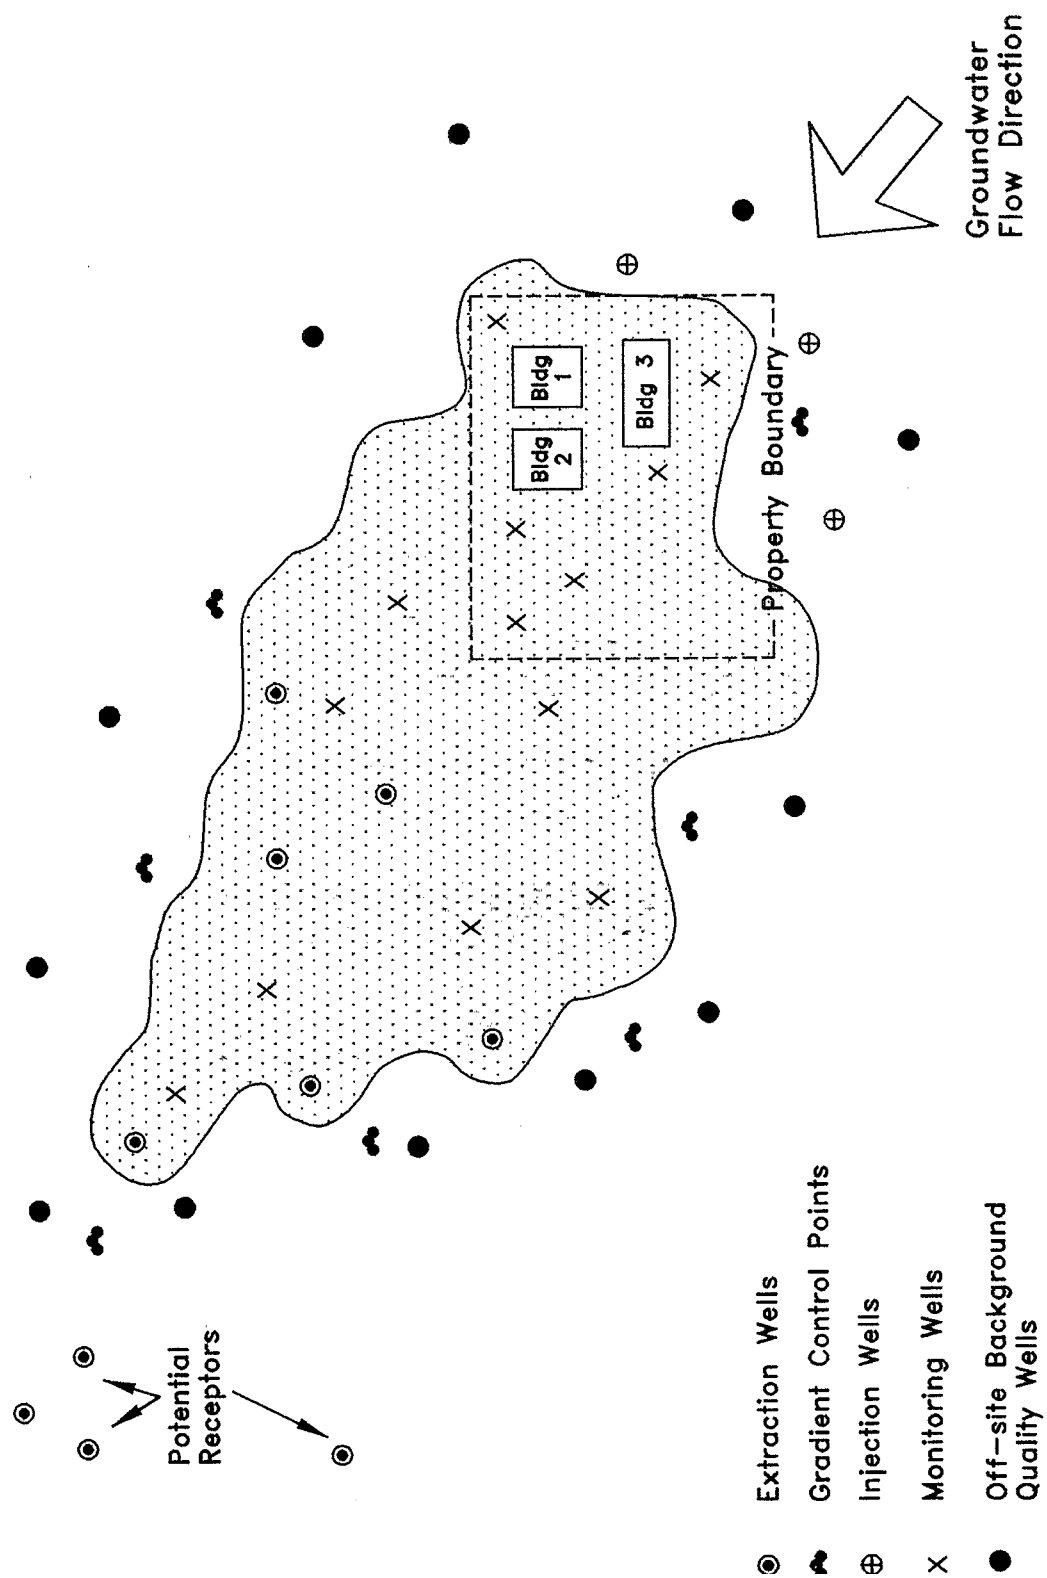 Groundwater
Flow Direction
Bldg
1
Bldg
2
Bldg 3
Property Boundary
Potential
Receptors
Extraction Wells
Gradient Control Points
Injection Wells
Monitoring Wells
Off-site Background
Quality Wells